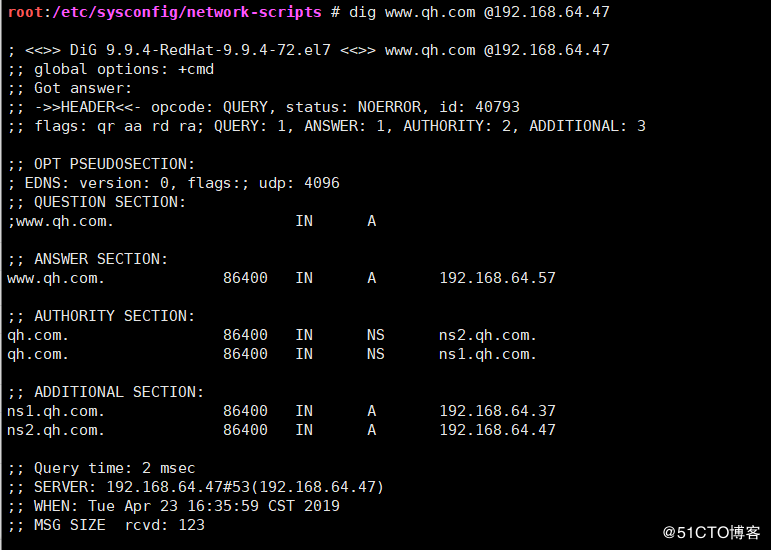 root:/etc/sysconfig/network-scripts # dig www.qh.com @192.168.64.47
; <<>> DiG 9.9.4-RedHat-9.9.4-72.el7 <<>> www.qh.com @192.168.64.47
;; global options: +cmd
;; Got answer:
;; ->>HEADER<<- opcode: QUERY, status: NOERROR, id: 40793
;; flags: qr aa rd ra; QUERY: 1, ANSWER: 1, AUTHORITY: 2, ADDITIONAL: 3
;; OPT PSEUDOSECTION:
; EDNS: version: 0, flags:; udp: 4096
;; QUESTION SECTION:
;www.qh.com. IN A
;; ANSWER SECTION:
www.qh.com. 86400 IN A 192.168.64.57
;; AUTHORITY SECTION:
qh.com. 86400 IN NS ns2.qh.com.
qh.com. 86400 IN NS ns1.qh.com.
;; ADDITIONAL SECTION:
ns1.qh.com. 86400 IN A 192.168.64.37
ns2.qh.com. 86400 IN A 192.168.64.47
;; Query time: 2 msec
;; SERVER: 192.168.64.47#53(192.168.64.47)
;; WHEN: Tue Apr 23 16:35:59 CST 2019
;; MSG SIZE rcvd: 123
@51CTO博客